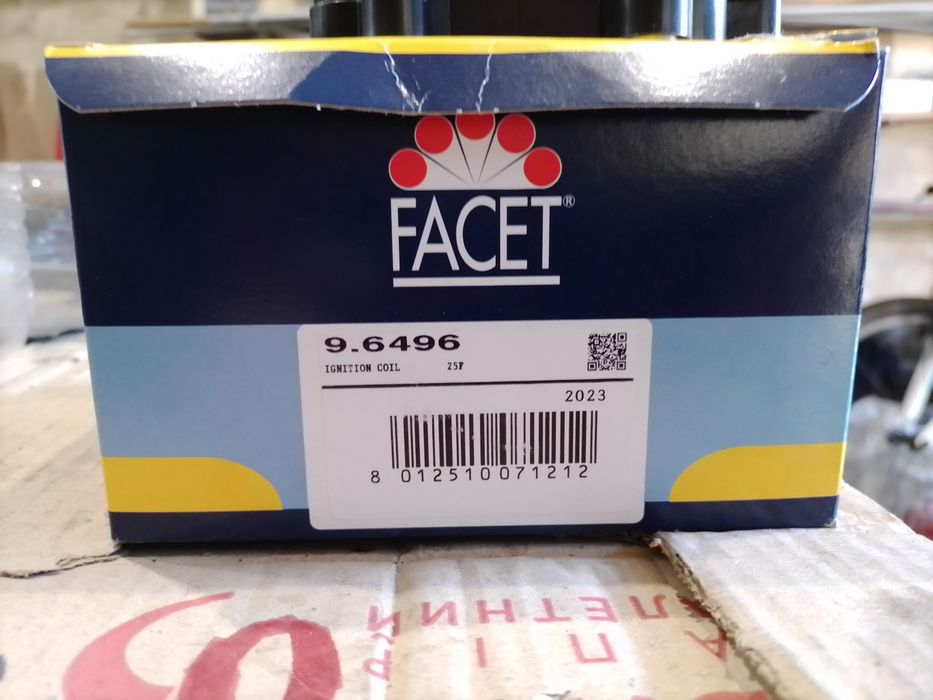 FACET®
9.6496
IGNITION COIL 25F
2023
8 012510 071212